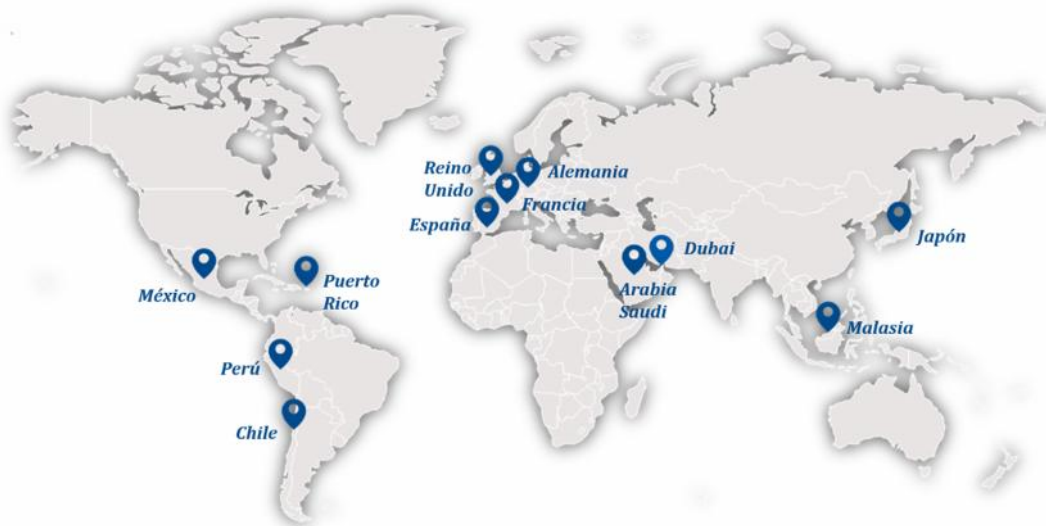 Reino
Unido
Alemania
Francia
España
Japón
Dubai
México
Puerto
Rico
Arabia
Saudi
Malasia
Perú
Chile